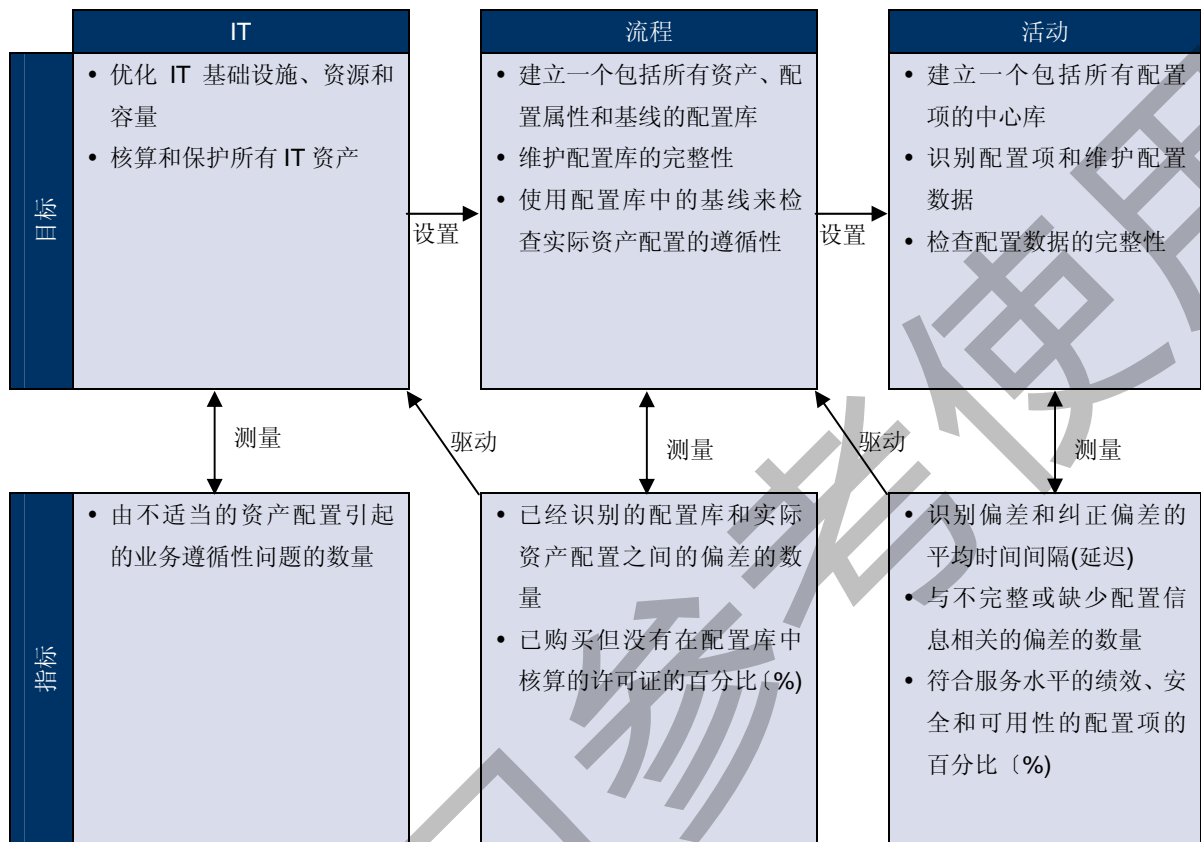 IT
流程
活动
目标
• 优化 IT 基础设施、资源和
容量
• 核算和保护所有 IT 资产
设置
• 建立一个包括所有资产、配
置属性和基线的配置库
• 维护配置库的完整性
• 使用配置库中的基线来检
查实际资产配置的遵循性
设置
• 建立一个包括所有配置
项的中心库
• 识别配置项和维护配置
数据
• 检查配置数据的完整性
测量
驱动
测量
驱动
测量
指标
• 由不适当的资产配置引起
的业务遵循性问题的数量
• 已经识别的配置库和实际
资产配置之间的偏差的数
量
• 已购买但没有在配置库中
核算的许可证的百分比〔%)
• 识别偏差和纠正偏差的
平均时间间隔(延迟)
• 与不完整或缺少配置信
息相关的偏差的数量
• 符合服务水平的绩效、安
全和可用性的配置项的
百分比〔%)
参考使用